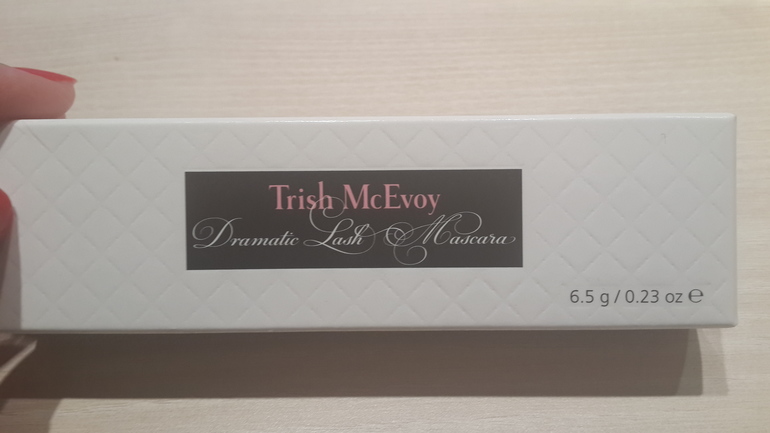 Trish McEvoy
Dramatic Lash Mascara
6.5 g / 0.23 oz ℮